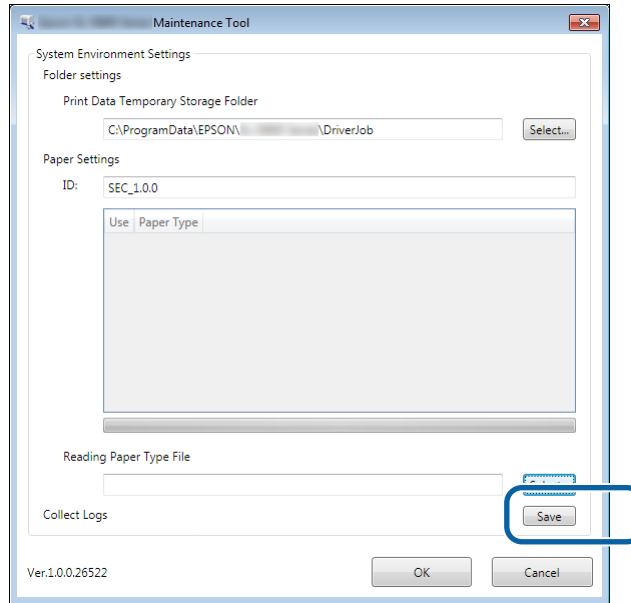 Maintenance Tool
System Environment Settings
Folder settings
Print Data Temporary Storage Folder
C:\ProgramData\EPSON\ \DriverJob Select...
Paper Settings
ID: SEC_1.0.0
Use Paper Type
Reading Paper Type File
Collect Logs Save
Ver.1.0.0.26522 OK Cancel